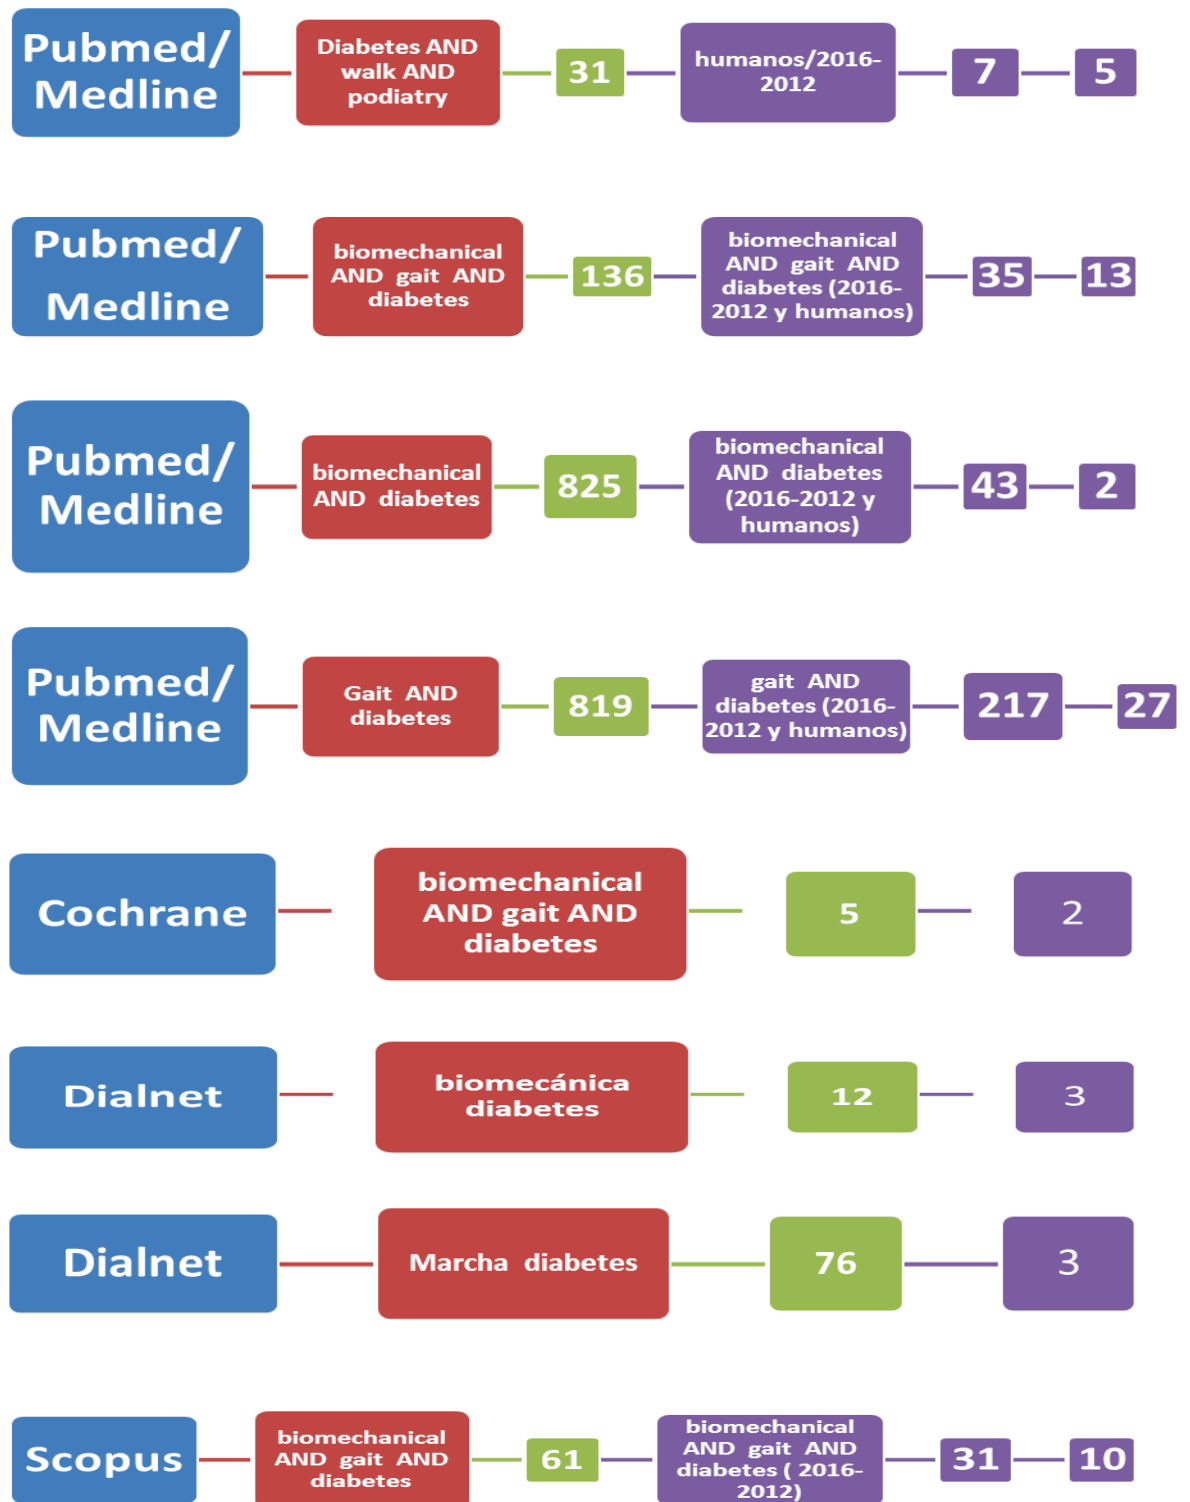 Pubmed/
Medline
Diabetes AND
walk AND
podiatry
31
humanos/2016-
2012
7
5
Pubmed/
Medline
biomechanical
AND gait AND
diabetes
136
biomechanical
AND gait AND
diabetes (2016-
2012 y humanos)
35
13
Pubmed/
Medline
biomechanical
AND diabetes
825
biomechanical
AND diabetes
(2016-2012 y
humanos)
43
2
Pubmed/
Medline
Gait AND
diabetes
819
gait AND
diabetes (2016-
2012 y humanos)
217
27
Cochrane
biomechanical
AND gait AND
diabetes
5
2
Dialnet
biomecánica
diabetes
12
3
Dialnet
Marcha diabetes
76
3
Scopus
biomechanical
AND gait AND
diabetes
61
biomechanical
AND gait AND
diabetes ( 2016-
2012)
31
10